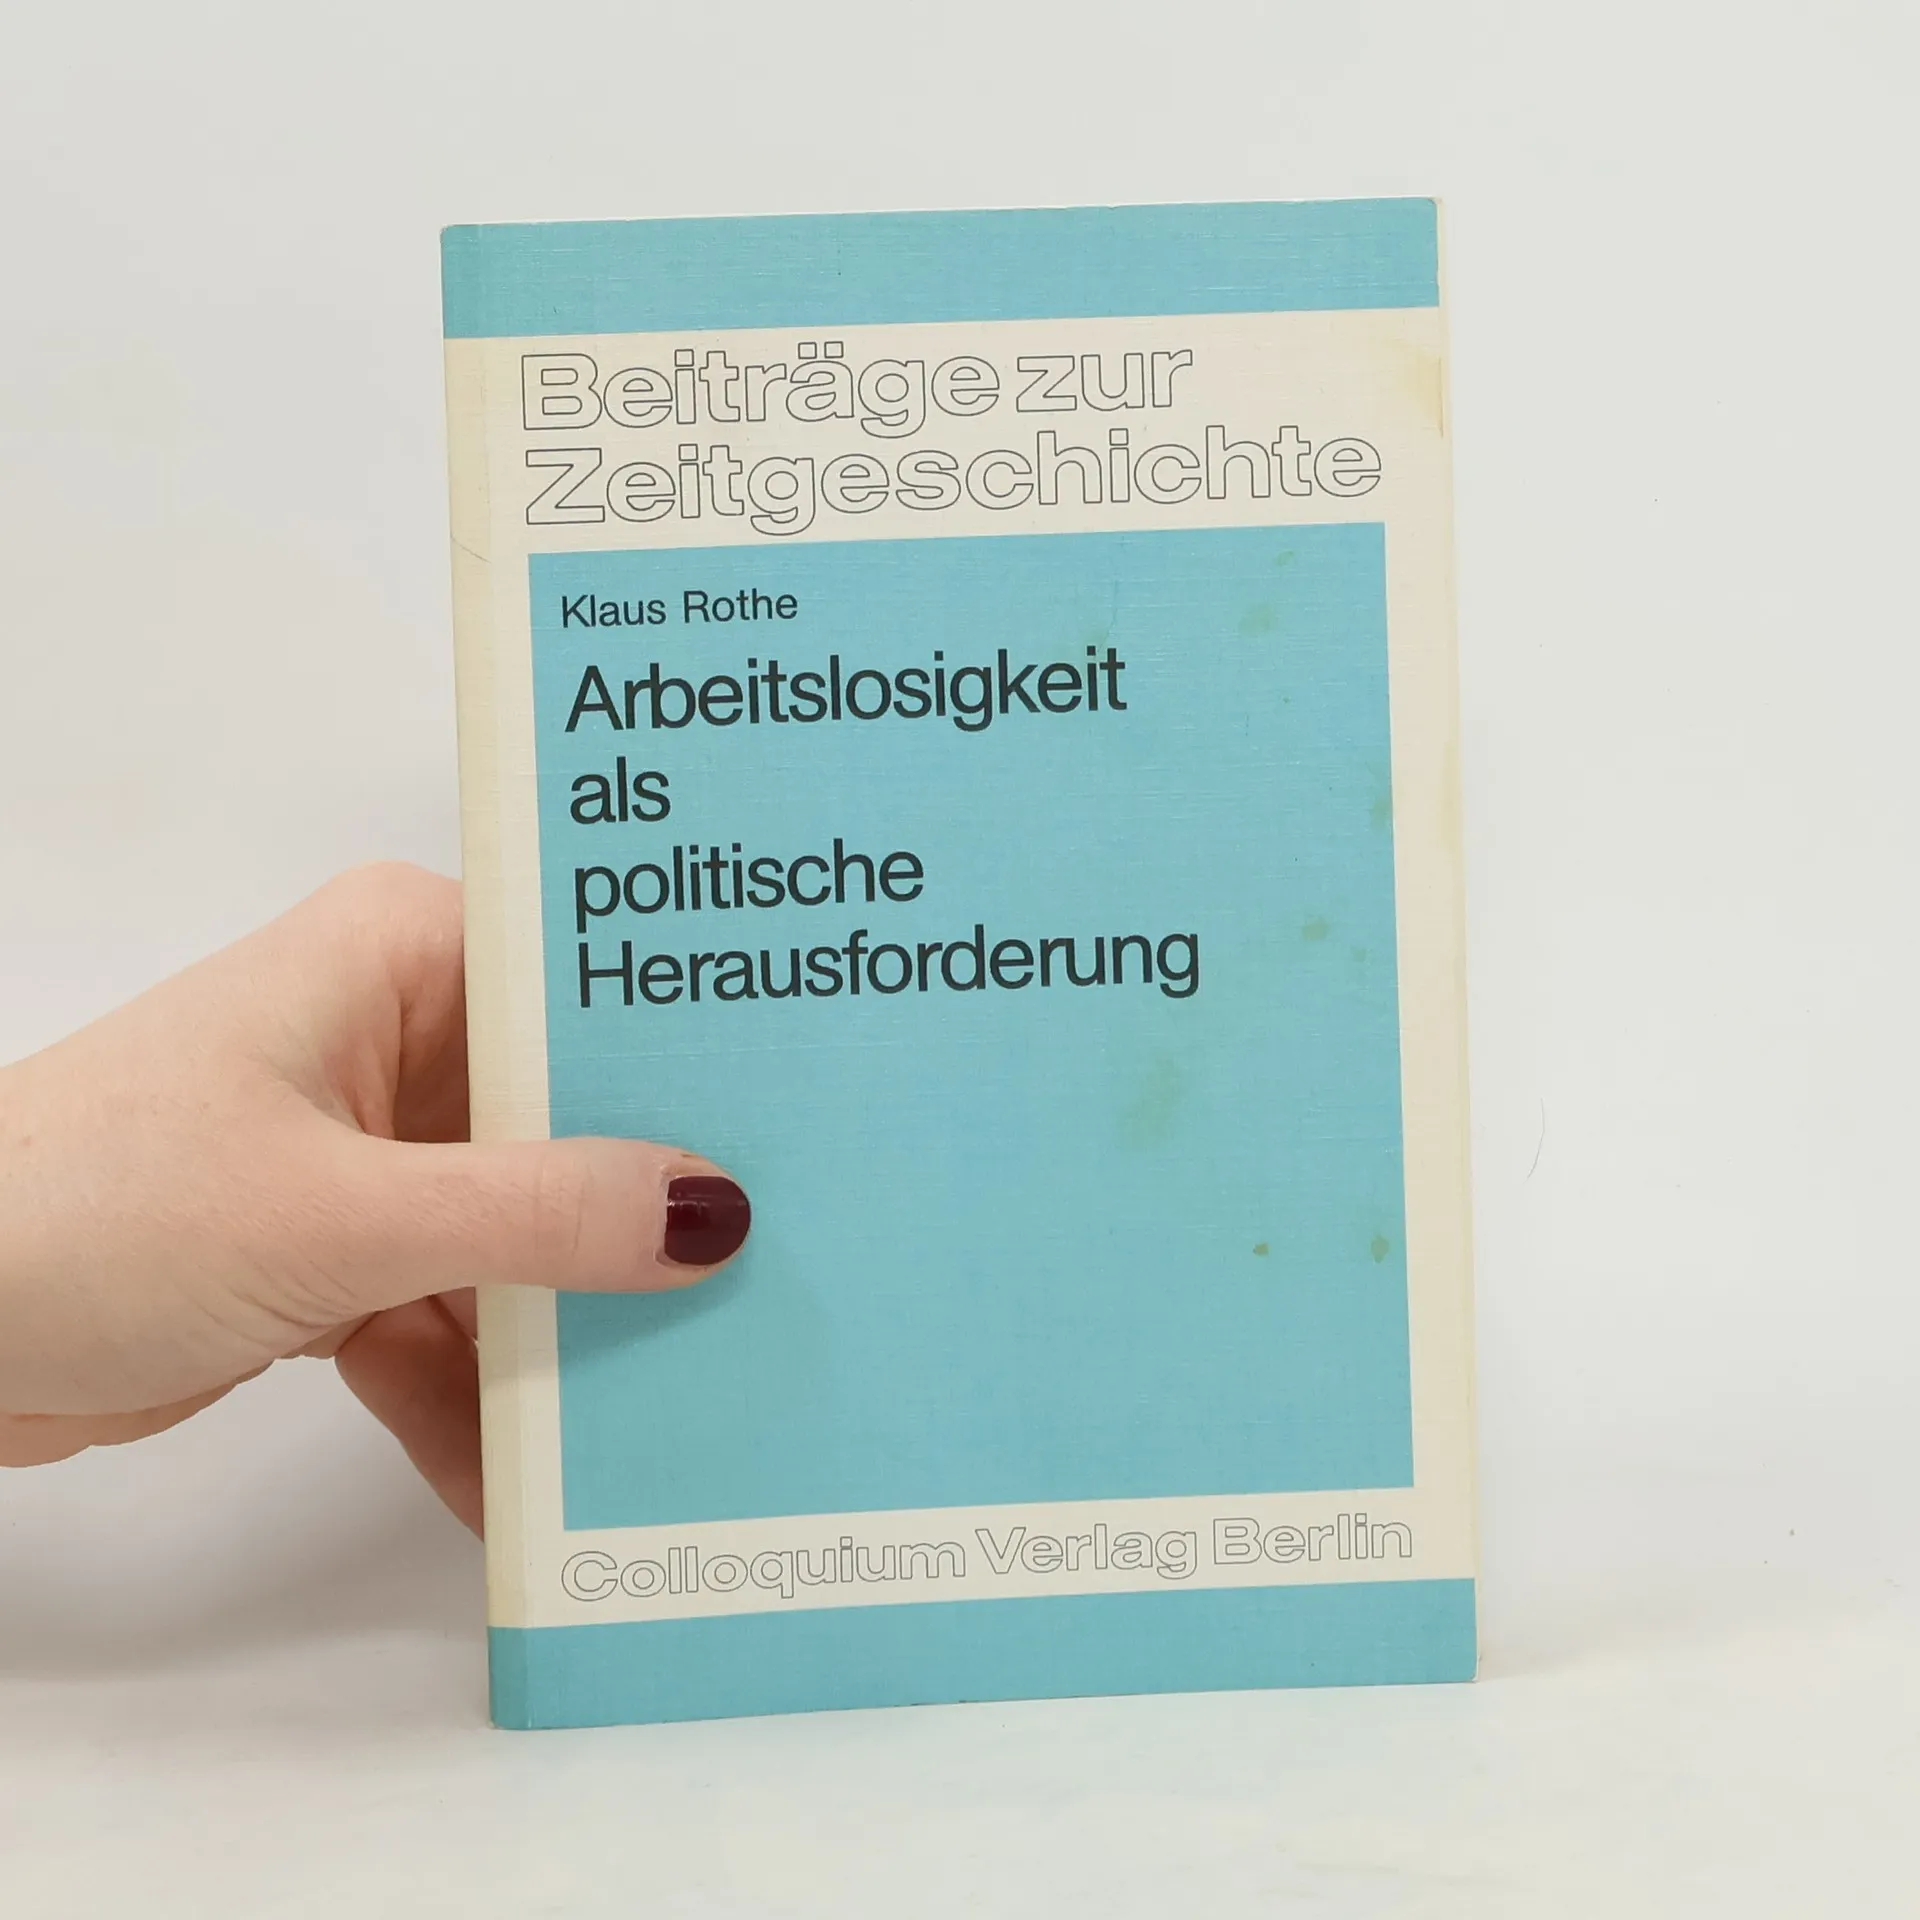 Beiträge zur
Zeitgeschichte
Klaus Rothe
Arbeitslosigkeit
als
politische
Herausforderung
Colloquium Verlag Berlin